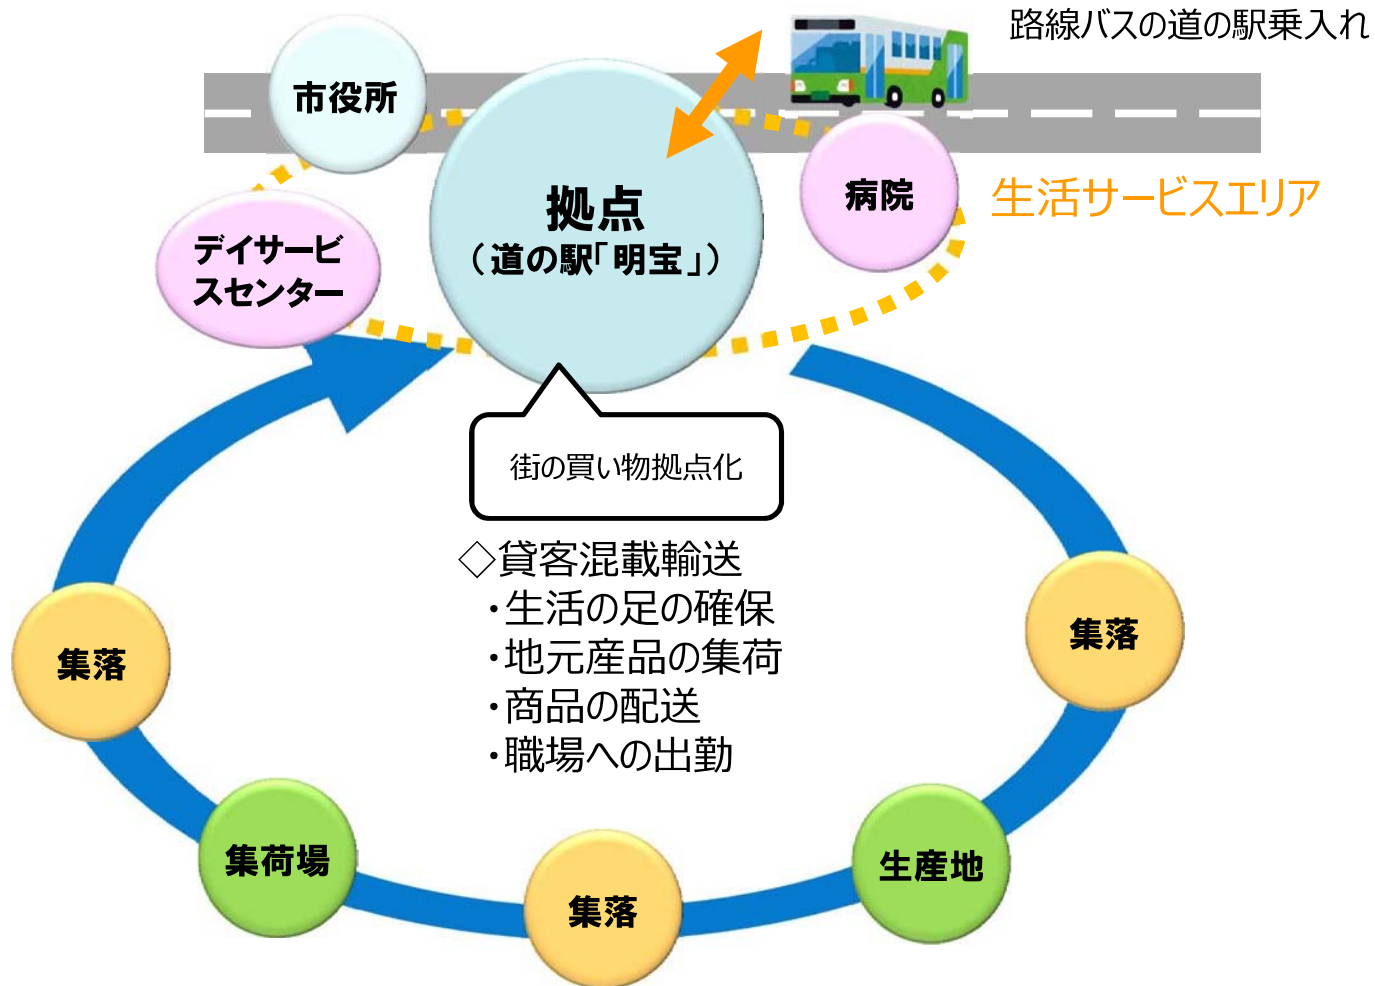 路線バスの道の駅乗入れ
市役所
拠点
（道の駅「明宝」）
病院
生活サービスエリア
デイサービ
スセンター
街の買い物拠点化
◇貸客混載輸送
・生活の足の確保
・地元産品の集荷
・商品の配送
・職場への出勤
集落
集落
集荷場
集落
生産地